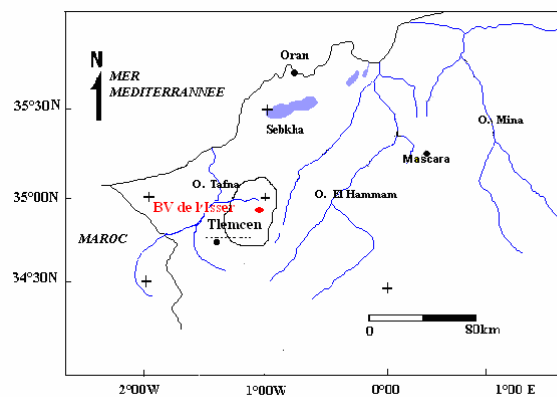 N
MER
MEDITERRANNEE
Oran
35°30N
Sebkha
O. Mina
Mascara
O. Tafna
35°00N
BV de l'Isser
O. El Hammam
Tlemcen
MAROC
34°30N
0
80km
2°00W
1°00W
0°00
1°00 E